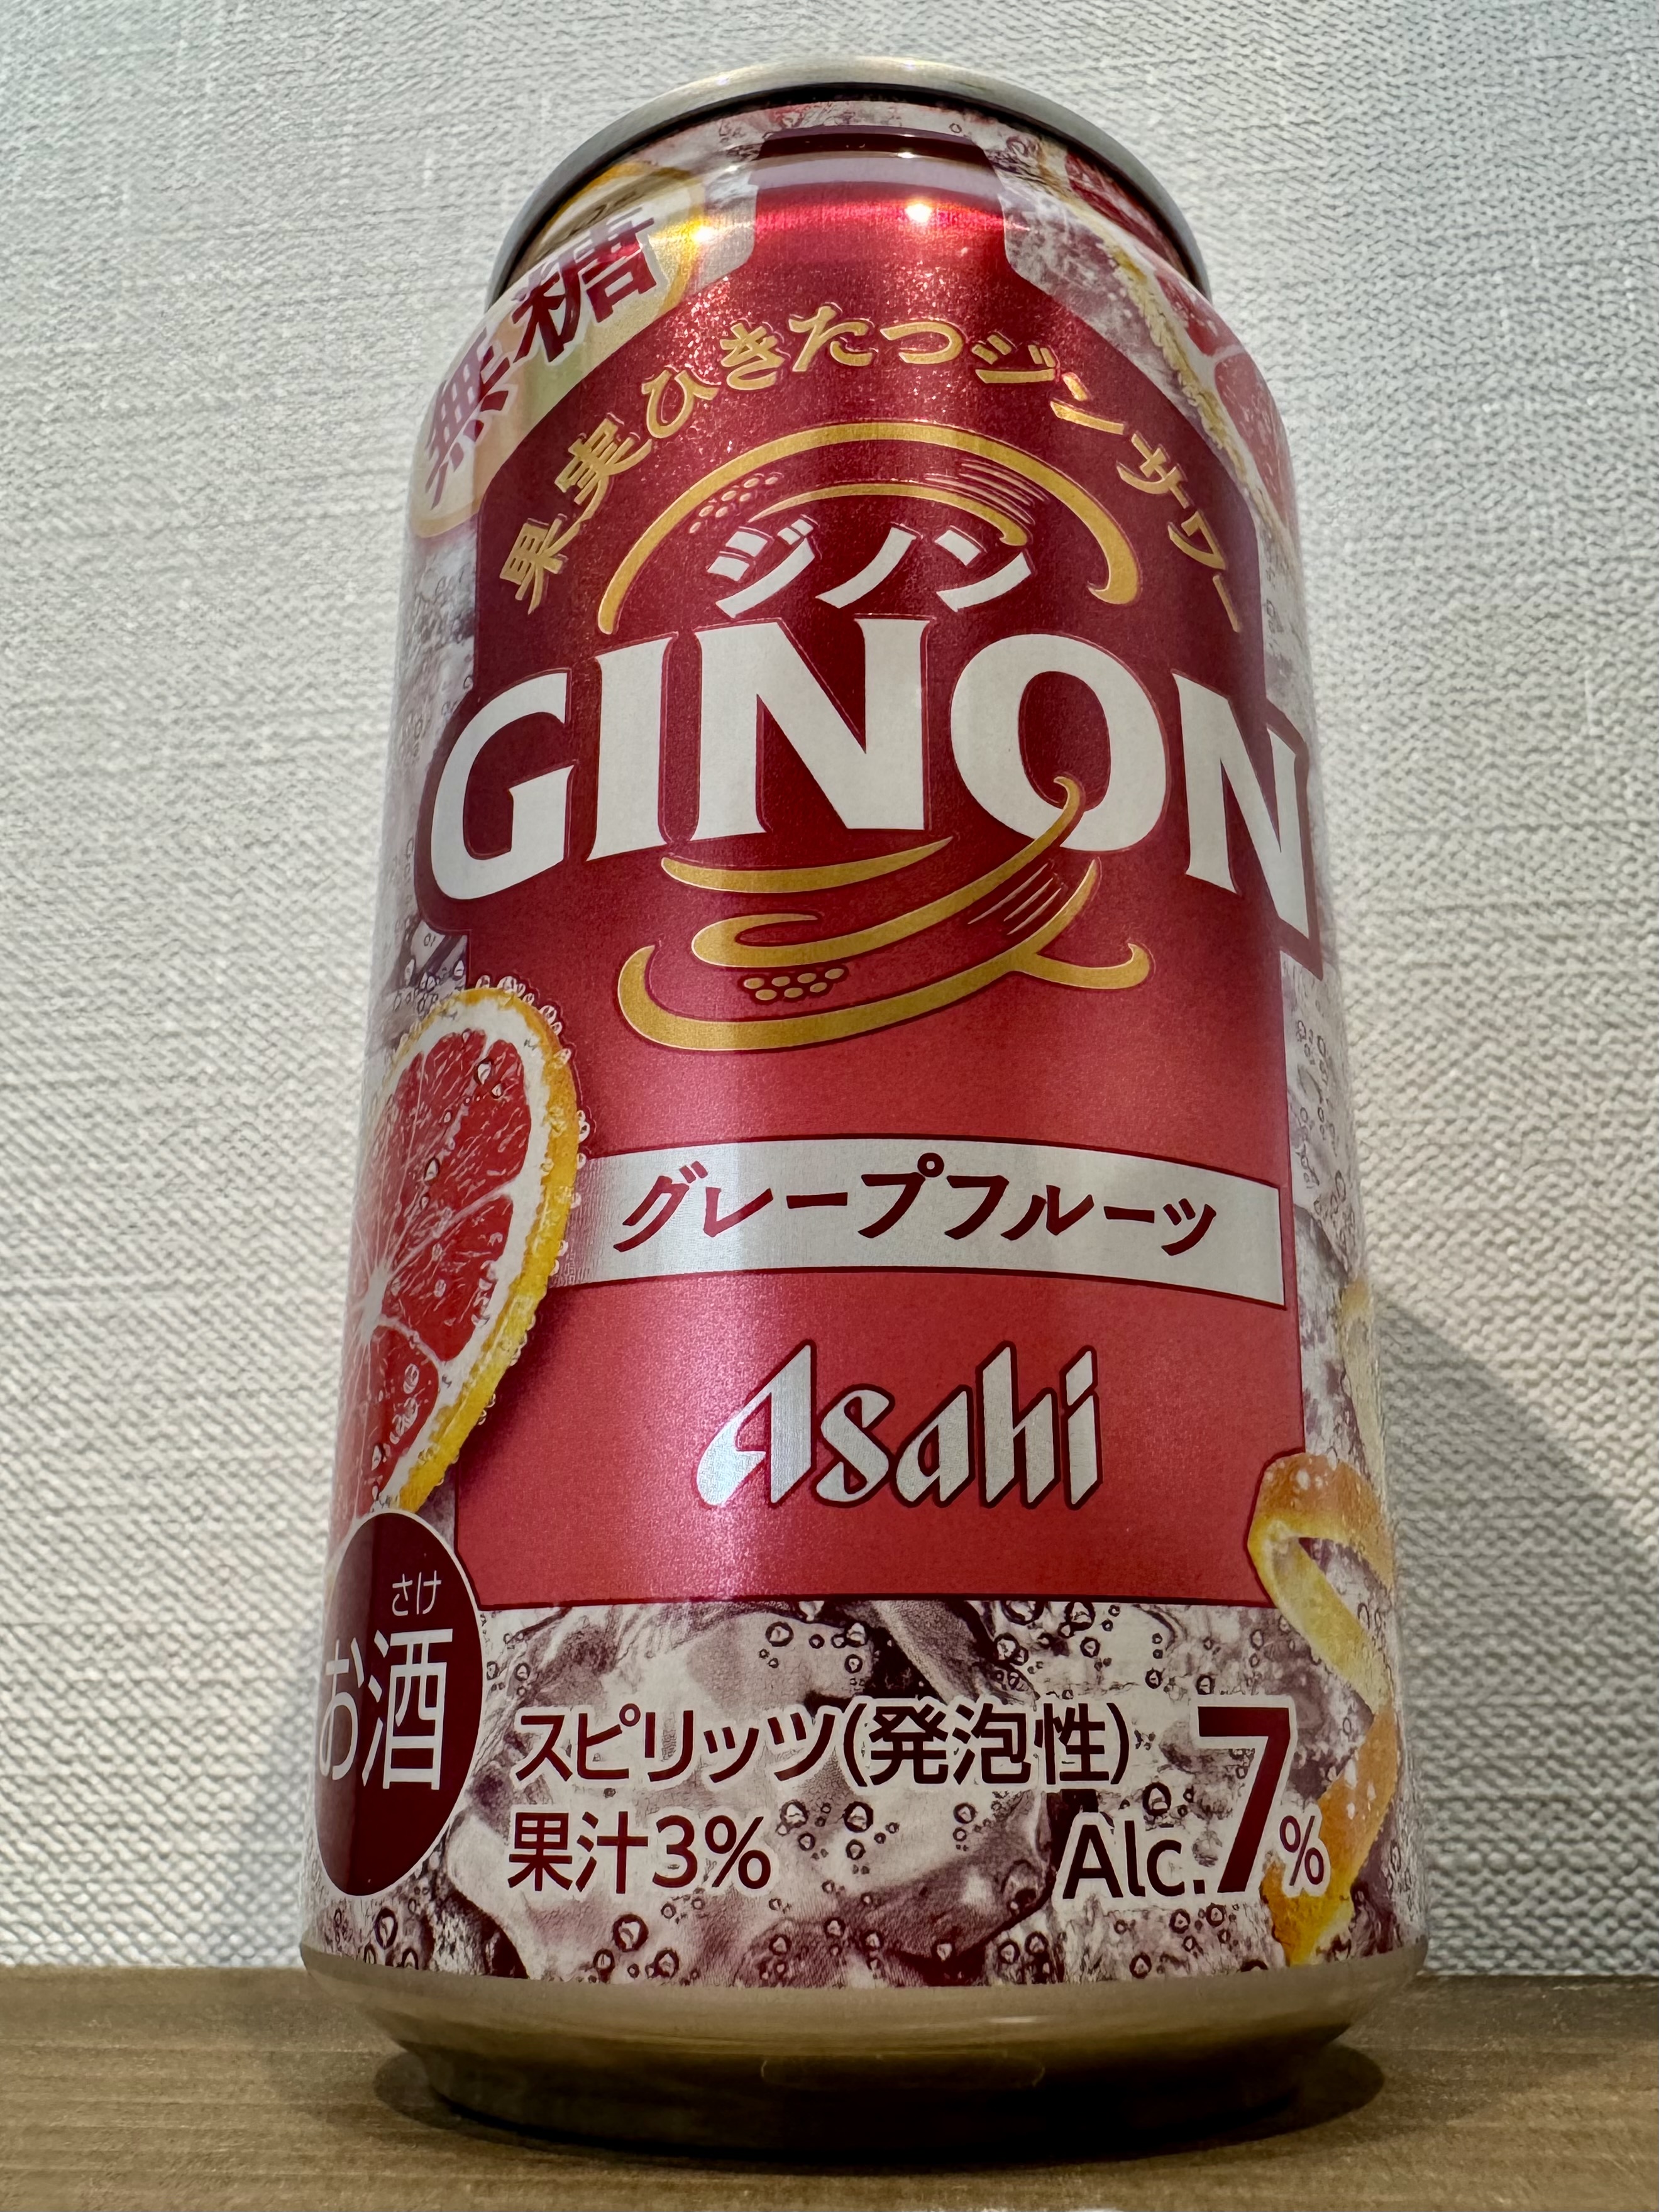 無糖
果実ひきたつジンサワー
ジノン
GINON
グレープフルーツ
Asahi
さけ
お酒
スピリッツ(発泡性)
果汁3%
Alc.7%